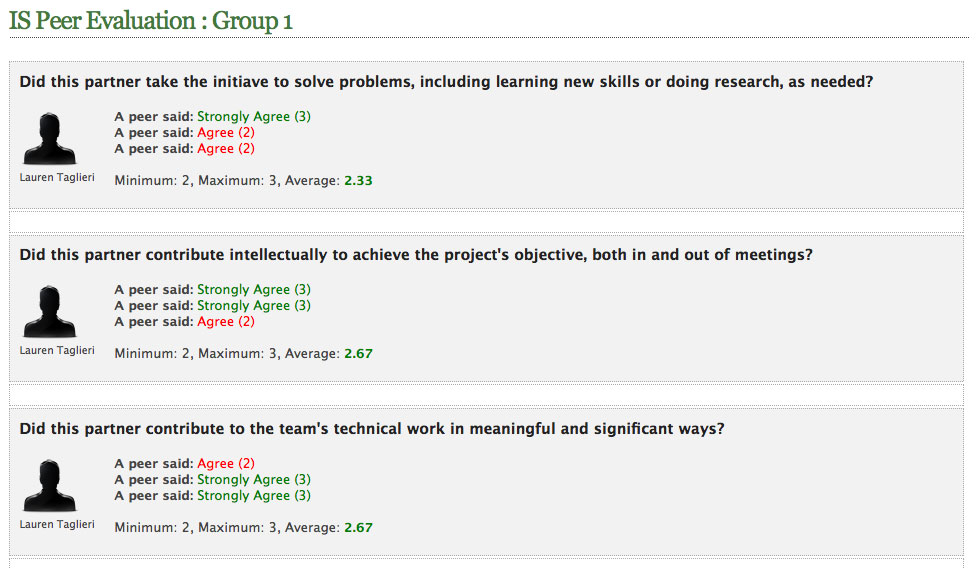 IS Peer Evaluation : Group 1
Did this partner take the initiave to solve problems, including learning new skills or doing research, as needed?
A peer said: Strongly Agree (3)
A peer said: Agree (2)
A peer said: Agree (2)
Lauren Taglieri
Minimum: 2, Maximum: 3, Average: 2.33
Did this partner contribute intellectually to achieve the project's objective, both in and out of meetings?
A peer said: Strongly Agree (3)
A peer said: Strongly Agree (3)
A peer said: Agree (2)
Lauren Taglieri
Minimum: 2, Maximum: 3, Average: 2.67
Did this partner contribute to the team's technical work in meaningful and significant ways?
A peer said: Agree (2)
A peer said: Strongly Agree (3)
A peer said: Strongly Agree (3)
Lauren Taglieri
Minimum: 2, Maximum: 3, Average: 2.67